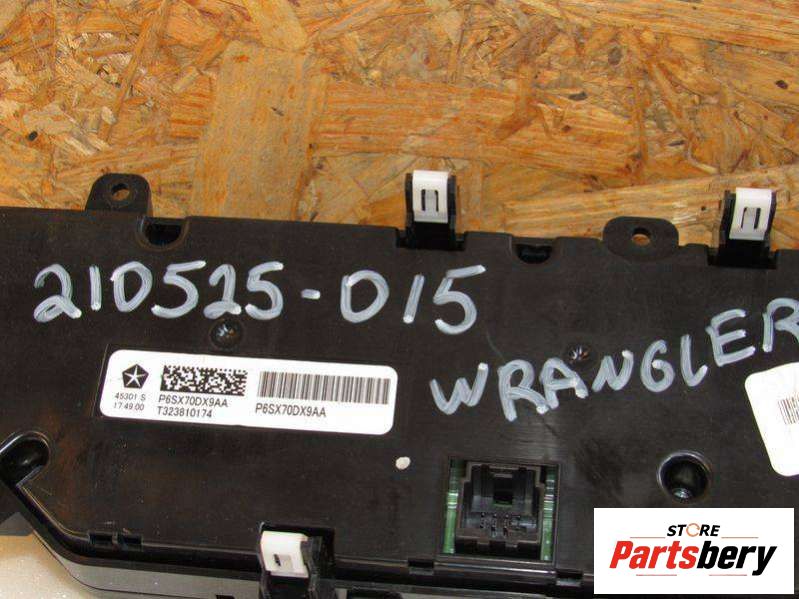 210525-015
WRANGLER
45301 S
17.49.00
P6SX70DX9AA
T323810174
P6SX70DX9AA
STORE
Partsbery